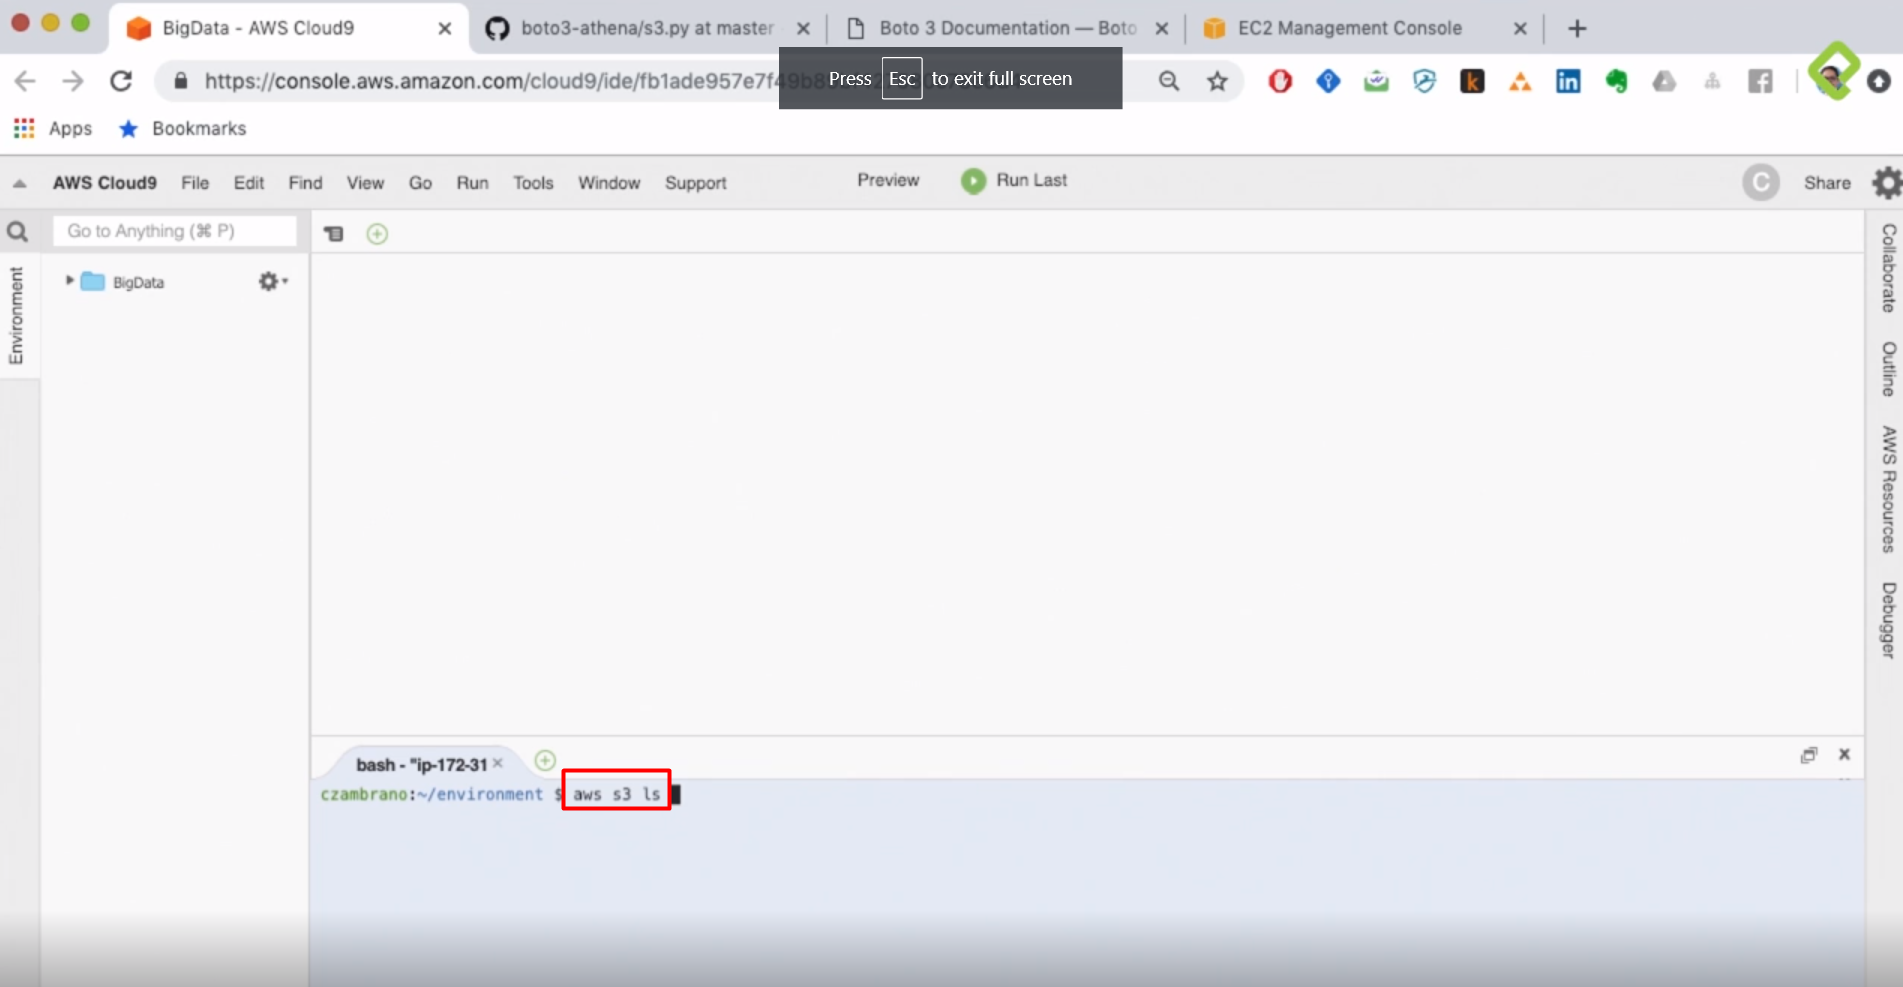 BigData - AWS Cloud9
boto3-athena/s3.py at master
Boto 3 Documentation — Boto
EC2 Management Console
https://console.aws.amazon.com/cloud9/ide/fb1ade957e7f49b8
Press Esc to exit full screen
Apps
Bookmarks
AWS Cloud9 File Edit Find View Go Run Tools Window Support Preview Run Last C Share
Go to Anything (⌘ P)
Environment
BigData
Collaborate
Outline
AWS Resources
Debugger
bash - "ip-172-31
czambrano:~/environment $ aws s3 ls